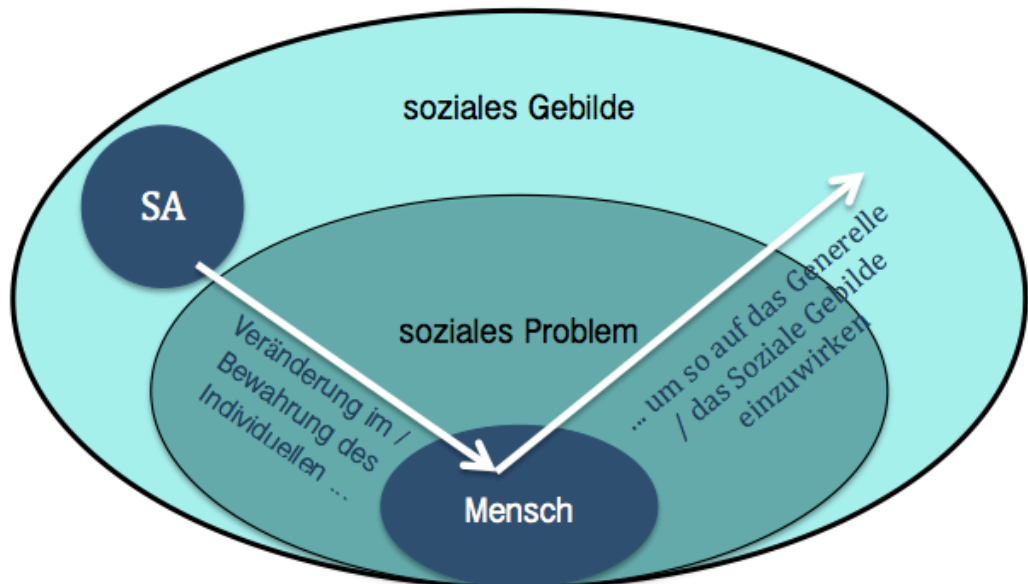 soziales Gebilde
SA
soziales Problem
Veränderung im /
Bewahrung des
Individuellen ...
... um so auf das Generelle
/ das Soziale Gebilde
einzuwirken
Mensch